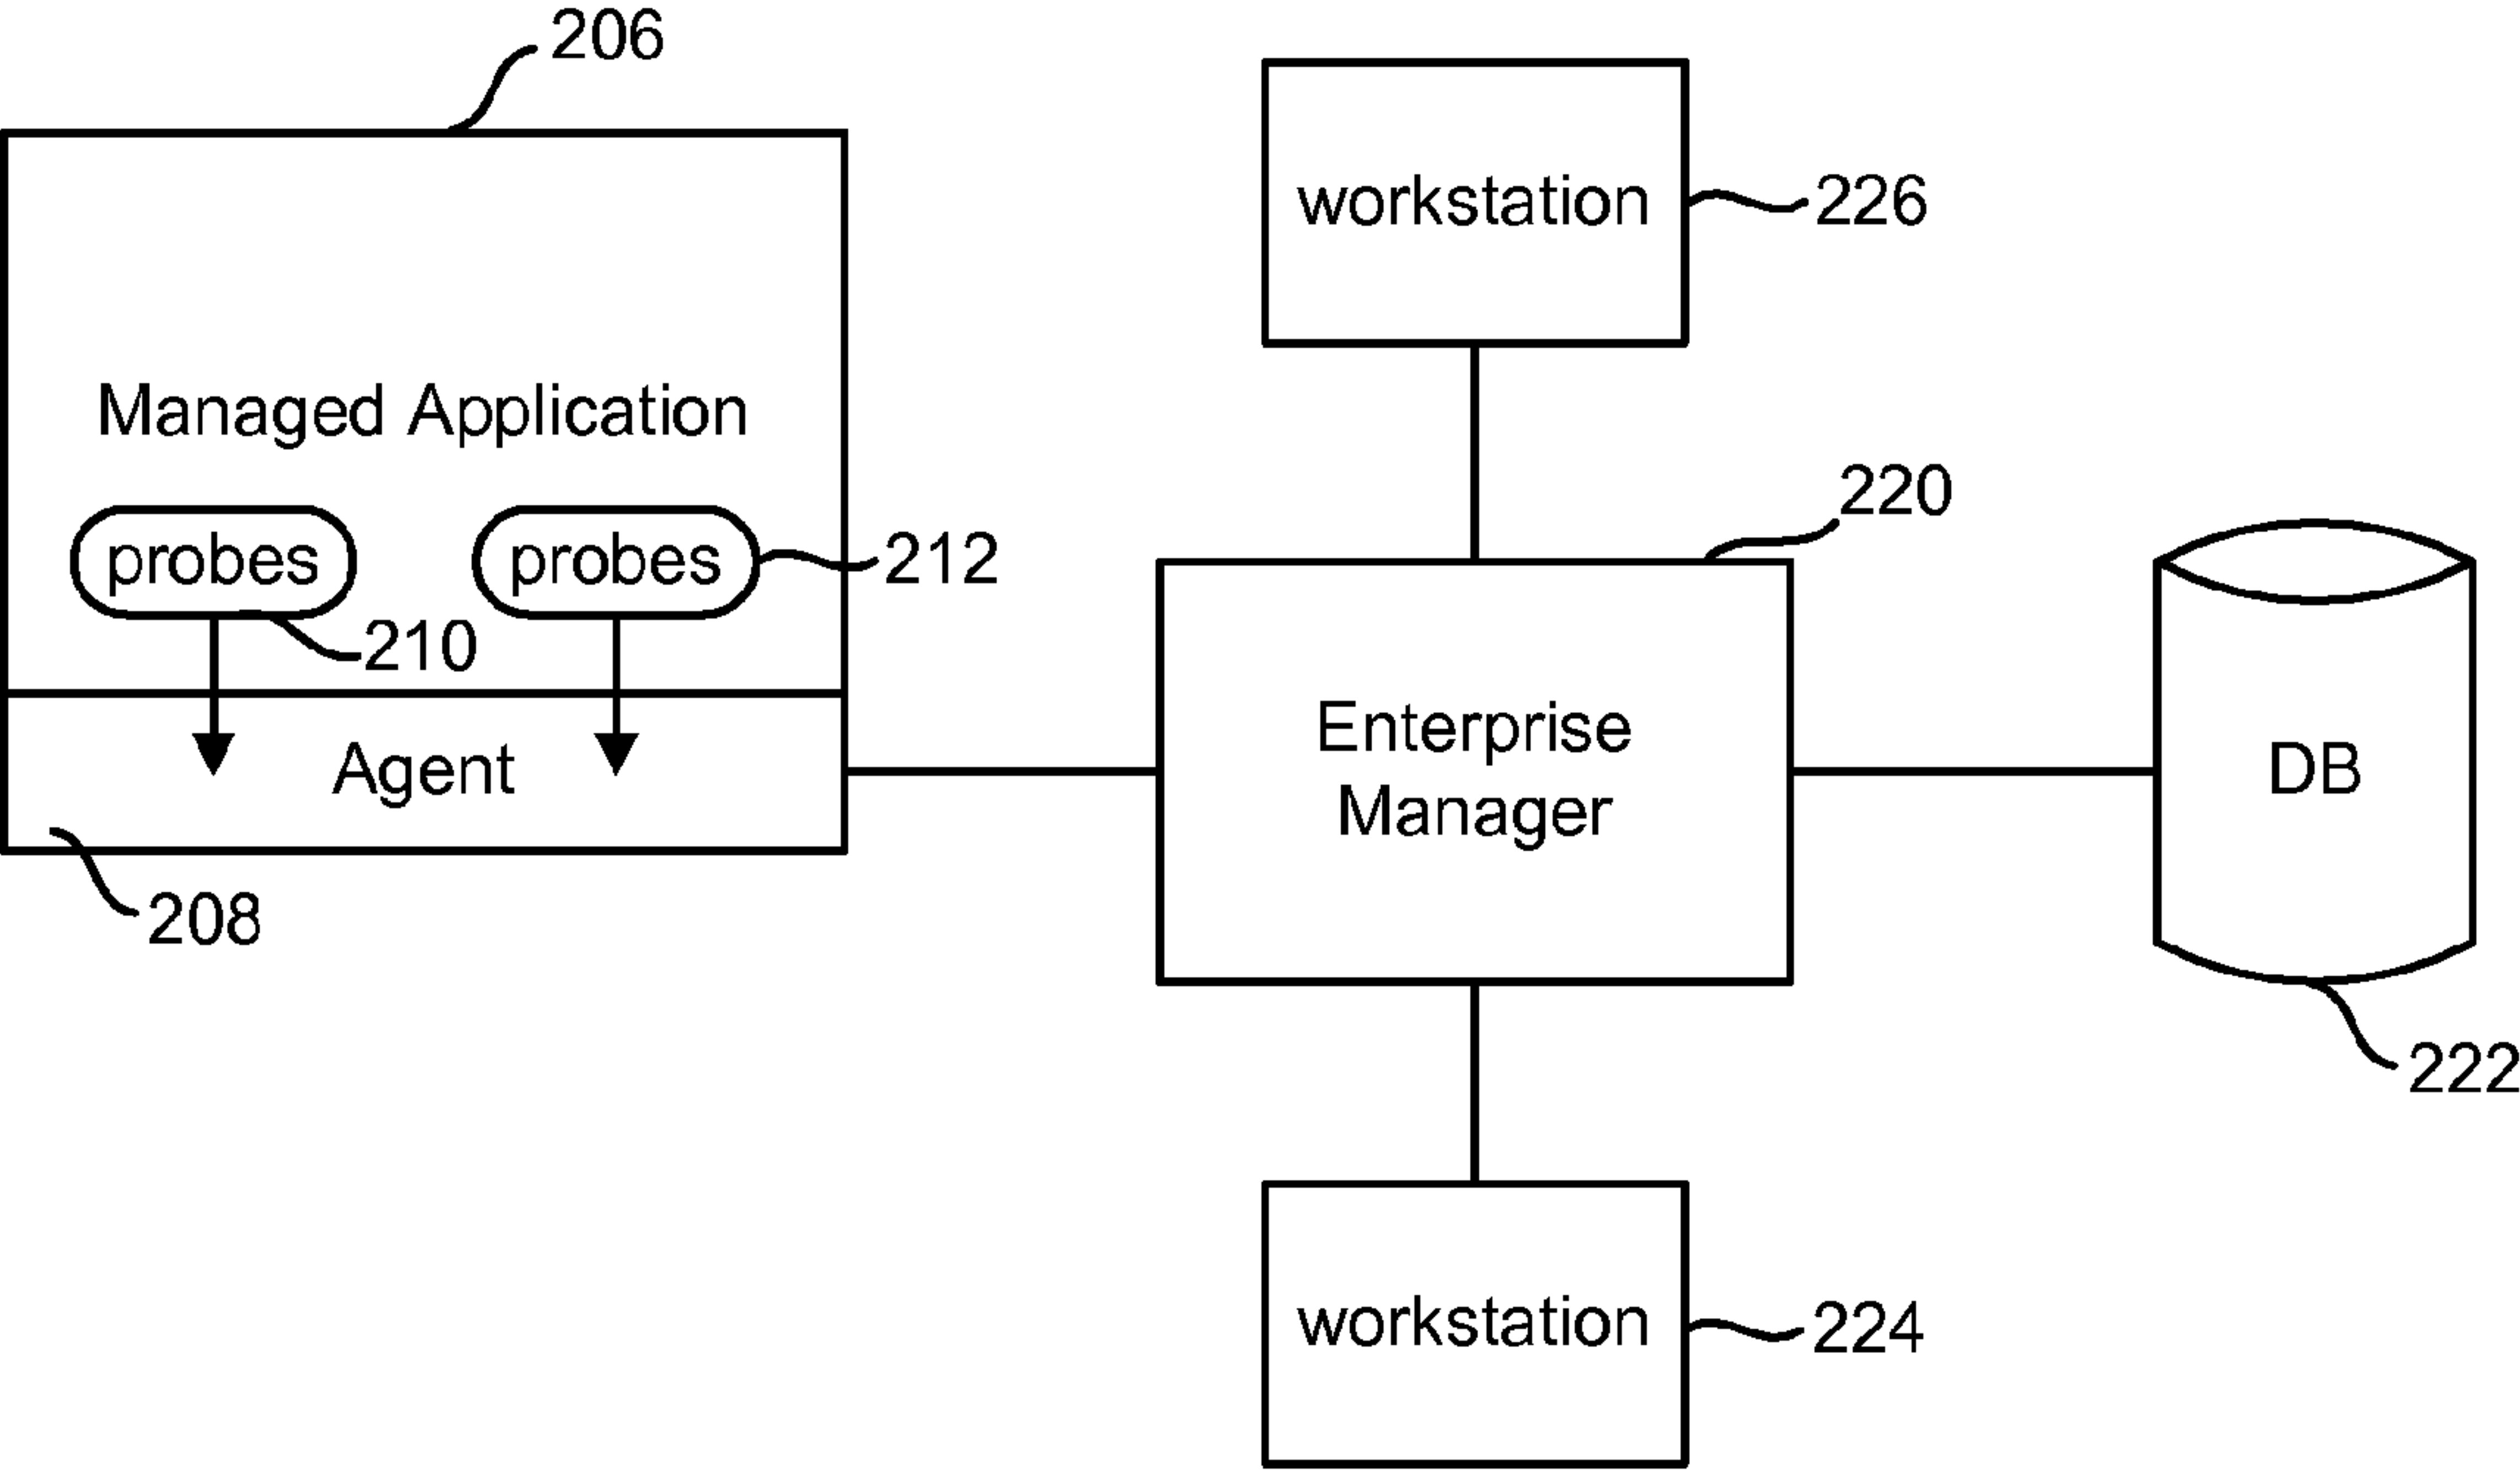 206
workstation
226
Managed Application
220
probes
probes
212
210
Enterprise
Manager
Agent
DB
208
222
workstation
224